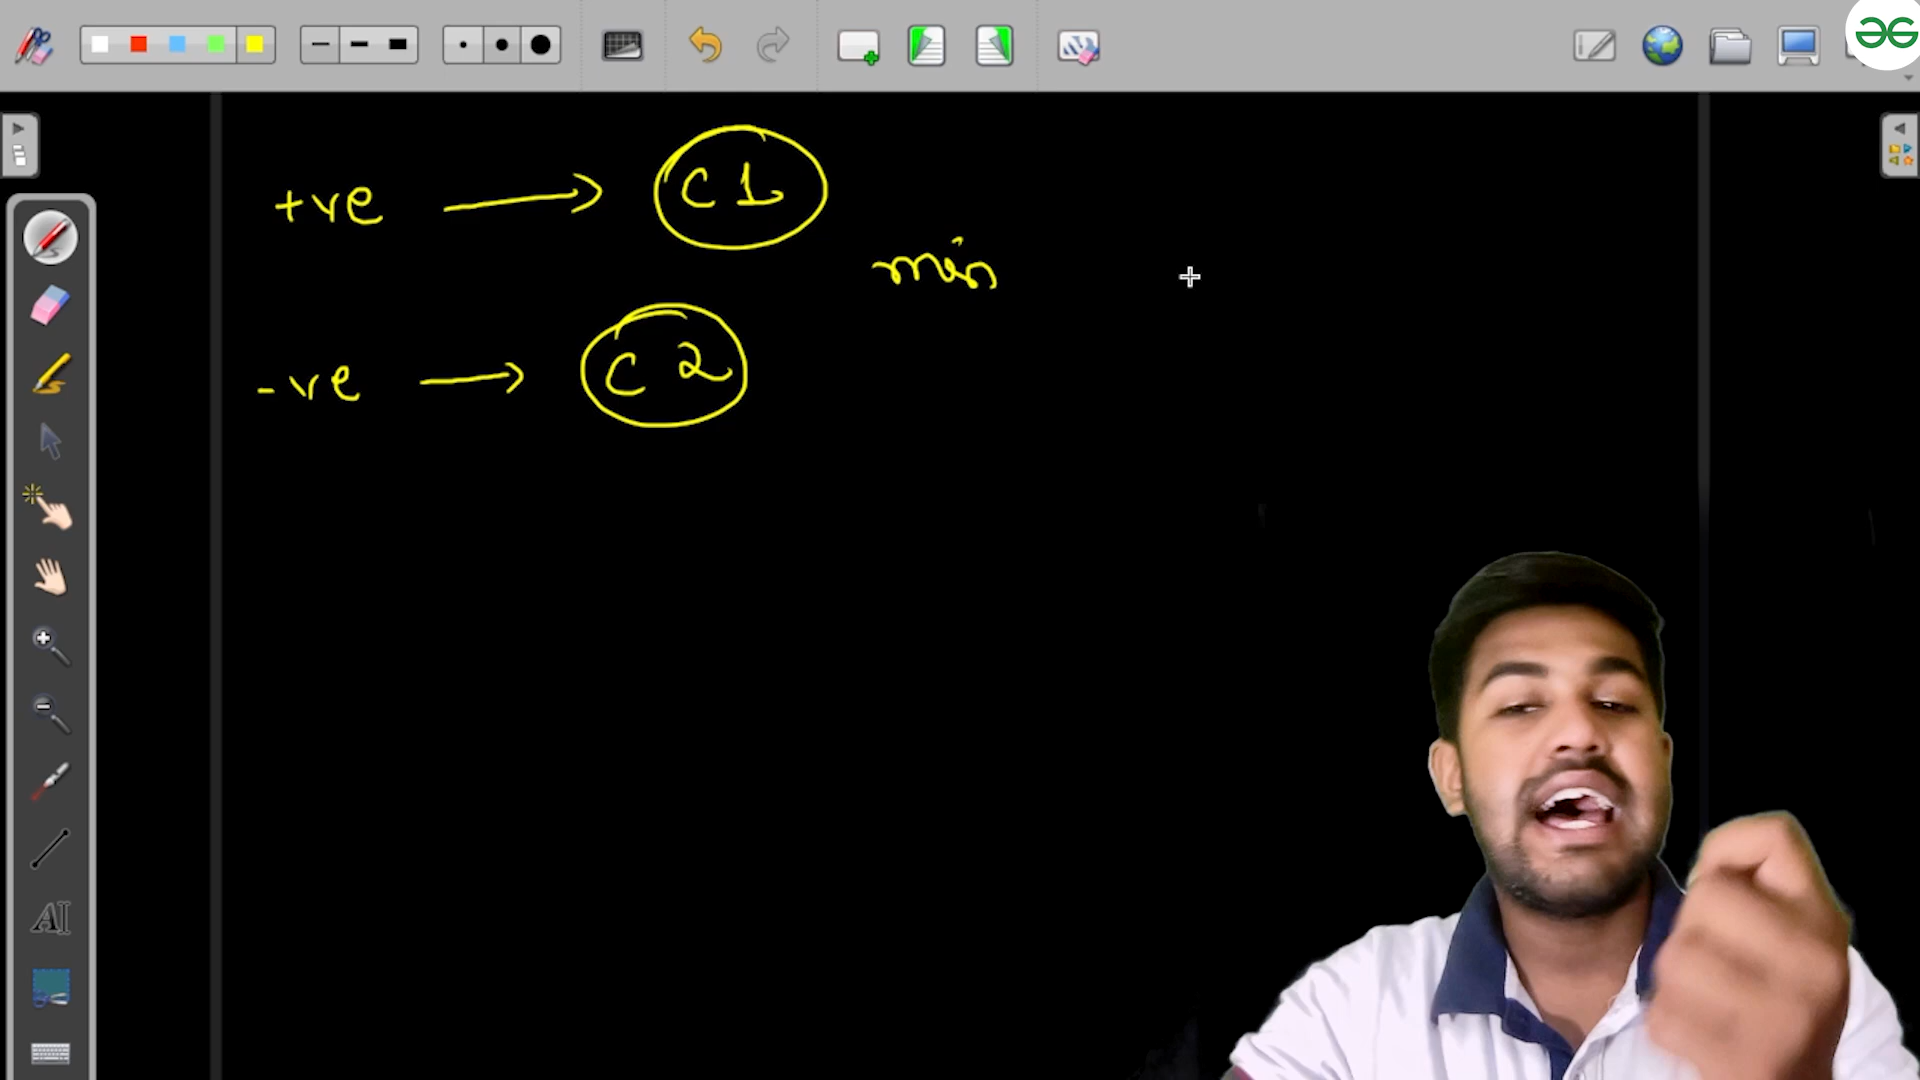 +ve → C1
min
-ve → C2